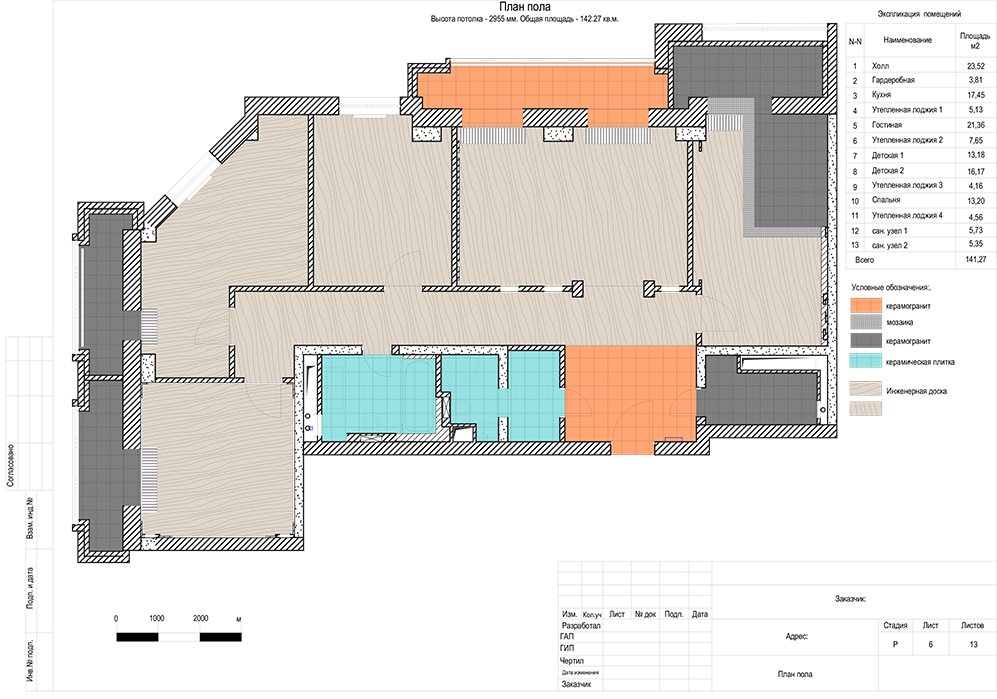 План пола
Высота потолка - 2955 мм. Общая площадь - 142.27 кв.м.
Экспликация помещений
N-N Наименование Площадь м2
1 Холл 23,52
2 Гардеробная 3,81
3 Кухня 17,45
4 Утепленная лоджия 1 5,13
5 Гостиная 21,36
6 Утепленная лоджия 2 7,65
7 Детская 1 13,18
8 Детская 2 16,17
9 Утепленная лоджия 3 4,16
10 Спальня 13,20
11 Утепленная лоджия 4 4,56
12 сан. узел 1 5,73
13 сан. узел 2 5,35
Всего 141,27
Условные обозначения:.
керамогранит
мозаика
керамогранит
керамическая плитка
Инженерная доска
Согласовано
Взам. инд.№
Подп. и дата
Инв.№ подл.
0 1000 2000 м
Изм. Кол.уч Лист № док Подп. Дата
Разработал
ГАП
ГИП
Чертил
Дата изменения
Заказчик
Заказчик:
Адрес:
Стадия Лист Листов
Р 6 13
План пола